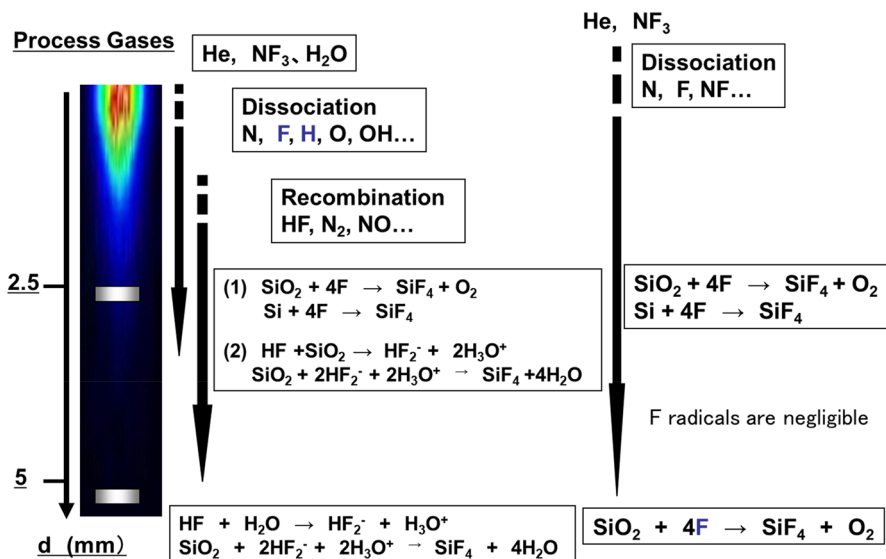 Process Gases
He, NF₃、H₂O
Dissociation
N, F, H, O, OH…
Recombination
HF, N₂, NO…
(1) SiO₂ + 4F → SiF₄ + O₂
Si + 4F → SiF₄
(2) HF +SiO₂ → HF₂⁻ + 2H₃O⁺
SiO₂ + 2HF₂⁻ + 2H₃O⁺ → SiF₄ +4H₂O
2.5
5
d (mm)
HF + H₂O → HF₂⁻ + H₃O⁺
SiO₂ + 2HF₂⁻ + 2H₃O⁺ → SiF₄ + 4H₂O
He, NF₃
Dissociation
N, F, NF…
SiO₂ + 4F → SiF₄ + O₂
Si + 4F → SiF₄
F radicals are negligible
SiO₂ + 4F → SiF₄ + O₂